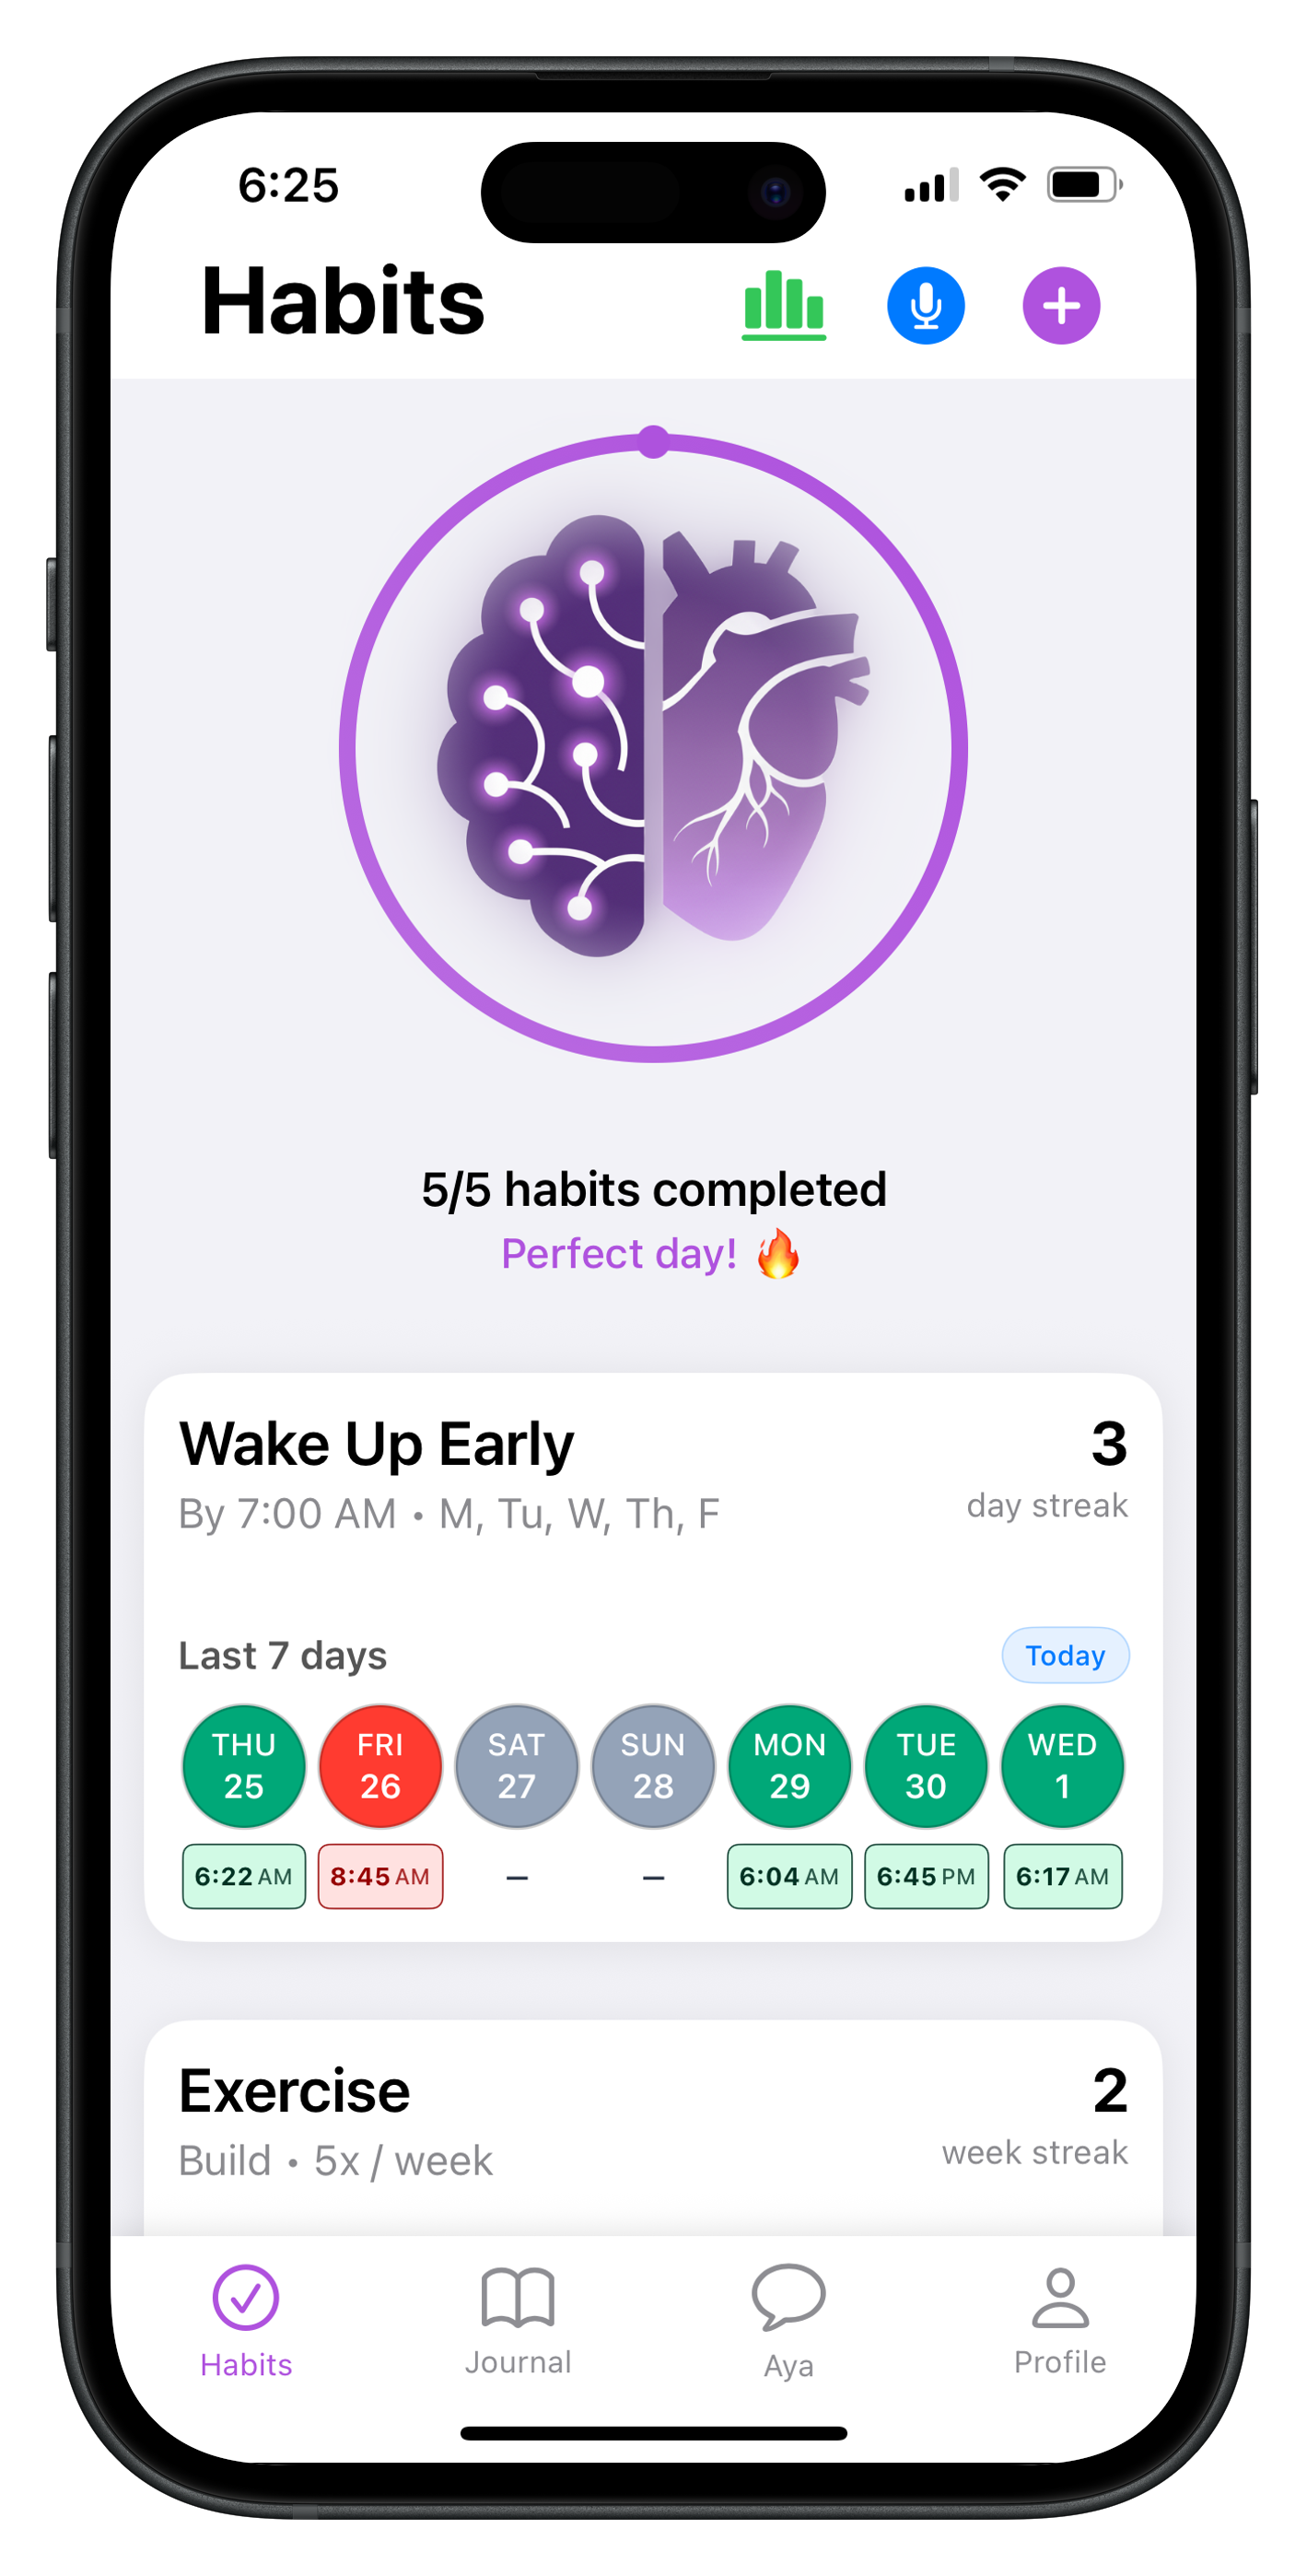 6:25
Habits
5/5 habits completed
Perfect day! 🔥
Wake Up Early 3
By 7:00 AM • M, Tu, W, Th, F day streak
Last 7 days Today
THU FRI SAT SUN MON TUE WED
25 26 27 28 29 30 1
6:22 AM 8:45 AM – – 6:04 AM 6:45 PM 6:17 AM
Exercise 2
Build • 5x / week week streak
Habits Journal Aya Profile